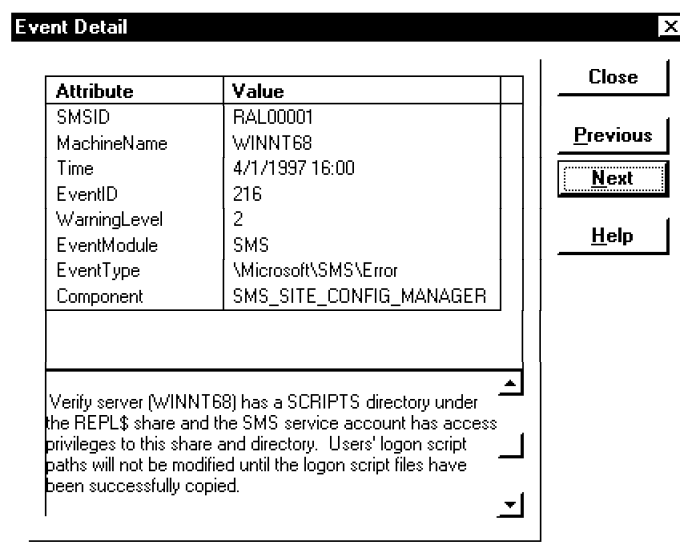 Event Detail
Close
Attribute Value
SMSID RAL00001
MachineName WINNT68
Previous
Time 4/1/1997 16:00
Next
EventID 216
WarningLevel 2
Help
EventModule SMS
EventType \Microsoft\SMS\Error
Component SMS_SITE_CONFIG_MANAGER
Verify server (WINNT68) has a SCRIPTS directory under
the REPL$ share and the SMS service account has access
privileges to this share and directory. Users' logon script
paths will not be modified until the logon script files have
been successfully copied.